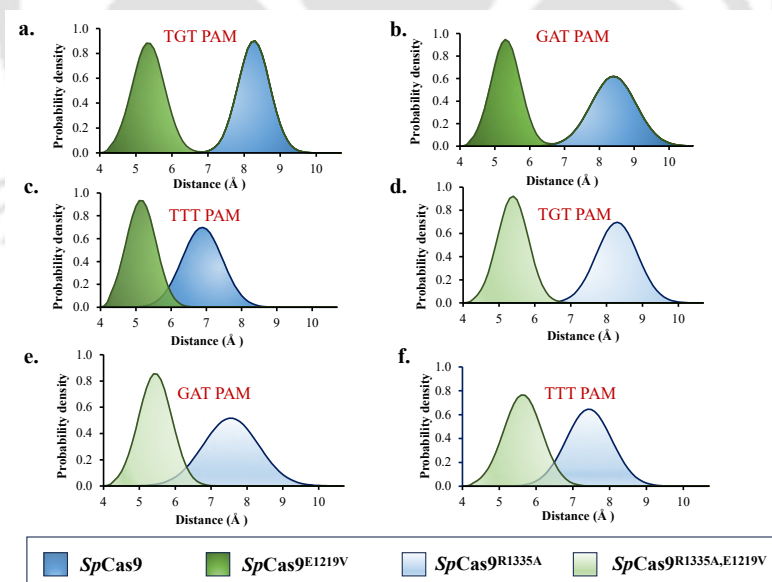 a.
TGT PAM
Probability density
1.0
0.8
0.6
0.4
0.2
0.0
4 5 6 7 8 9 10
Distance (Å )
b.
GAT PAM
Probability density
1.0
0.8
0.6
0.4
0.2
0.0
4 5 6 7 8 9 10
Distance (Å )
c.
TTT PAM
Probability density
1.0
0.8
0.6
0.4
0.2
0.0
4 5 6 7 8 9 10
Distance (Å )
d.
TGT PAM
Probability density
1.0
0.8
0.6
0.4
0.2
0.0
4 5 6 7 8 9 10
Distance (Å )
e.
GAT PAM
Probability density
1.0
0.8
0.6
0.4
0.2
0.0
4 5 6 7 8 9 10
Distance (Å )
f.
TTT PAM
Probability density
1.0
0.8
0.6
0.4
0.2
0.0
4 5 6 7 8 9 10
Distance (Å )
SpCas9 SpCas9E1219V SpCas9R1335A SpCas9R1335A,E1219V